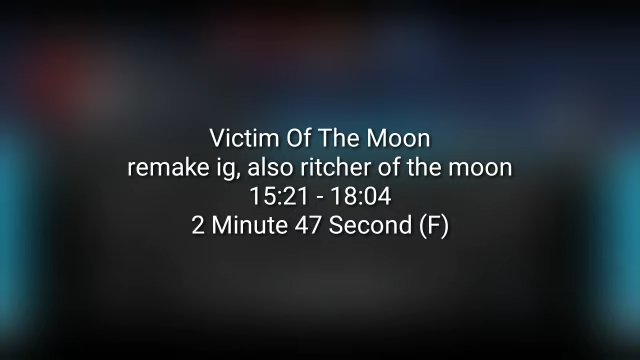 Victim Of The Moon
remake ig, also ritcher of the moon
15:21 - 18:04
2 Minute 47 Second (F)